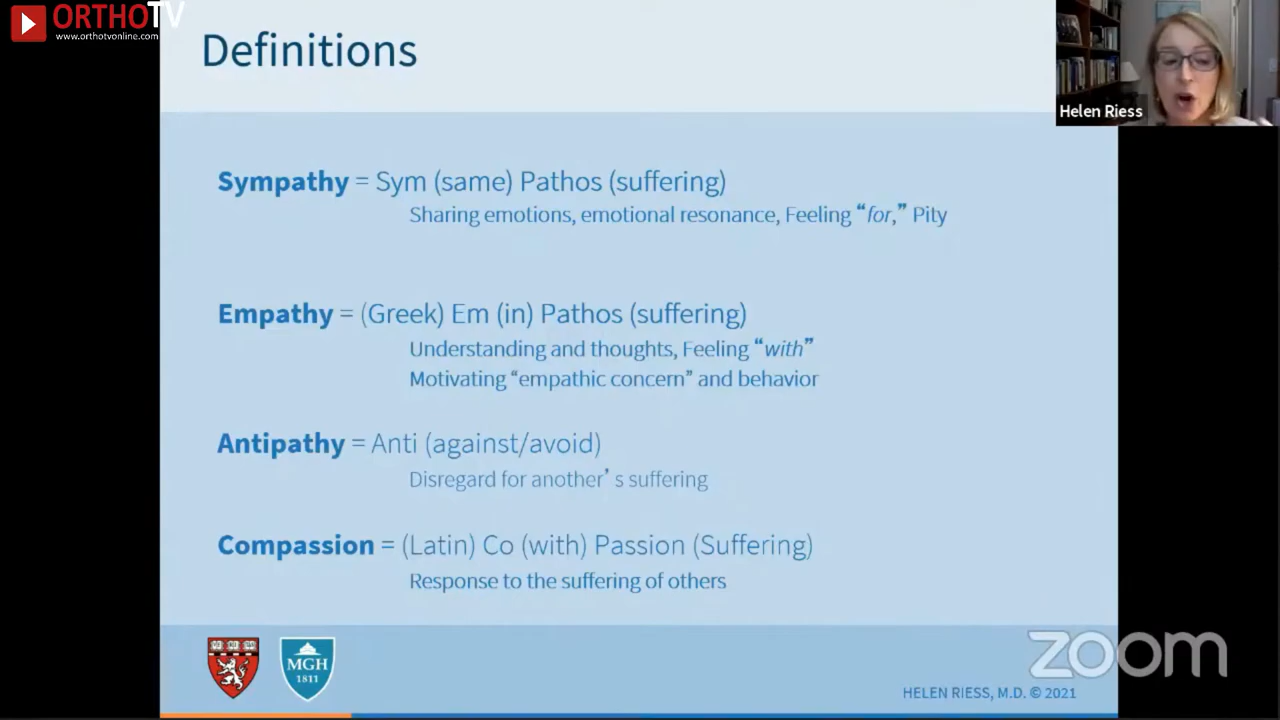 ORTHOTV
www.orthotvonline.com
Definitions
Helen Riess
Sympathy = Sym (same) Pathos (suffering)
Sharing emotions, emotional resonance, Feeling “for,” Pity
Empathy = (Greek) Em (in) Pathos (suffering)
Understanding and thoughts, Feeling “with”
Motivating “empathic concern” and behavior
Antipathy = Anti (against/avoid)
Disregard for another’ s suffering
Compassion = (Latin) Co (with) Passion (Suffering)
Response to the suffering of others
MGH
1811
zoom
HELEN RIESS, M.D. © 2021